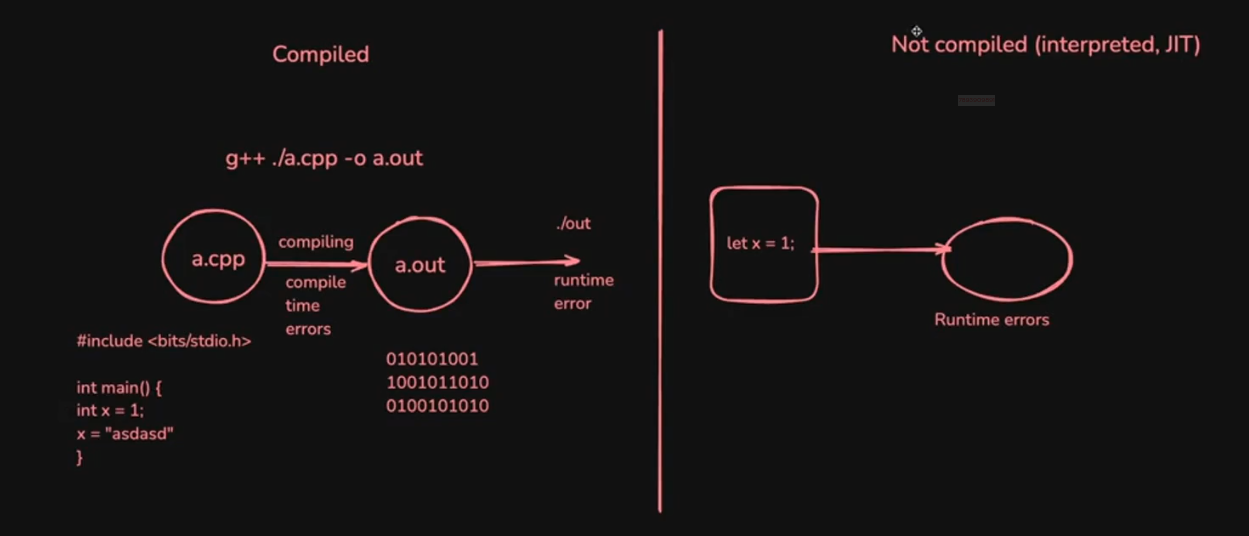 Compiled
g++ ./a.cpp -o a.out
a.cpp
compiling
compile
time
errors
a.out
./out
runtime
error
#include <bits/stdio.h>
int main() {
int x = 1;
x = "asdasd"
}
010101001
1001011010
0100101010
Not compiled (interpreted, JIT)
let x = 1;
Runtime errors